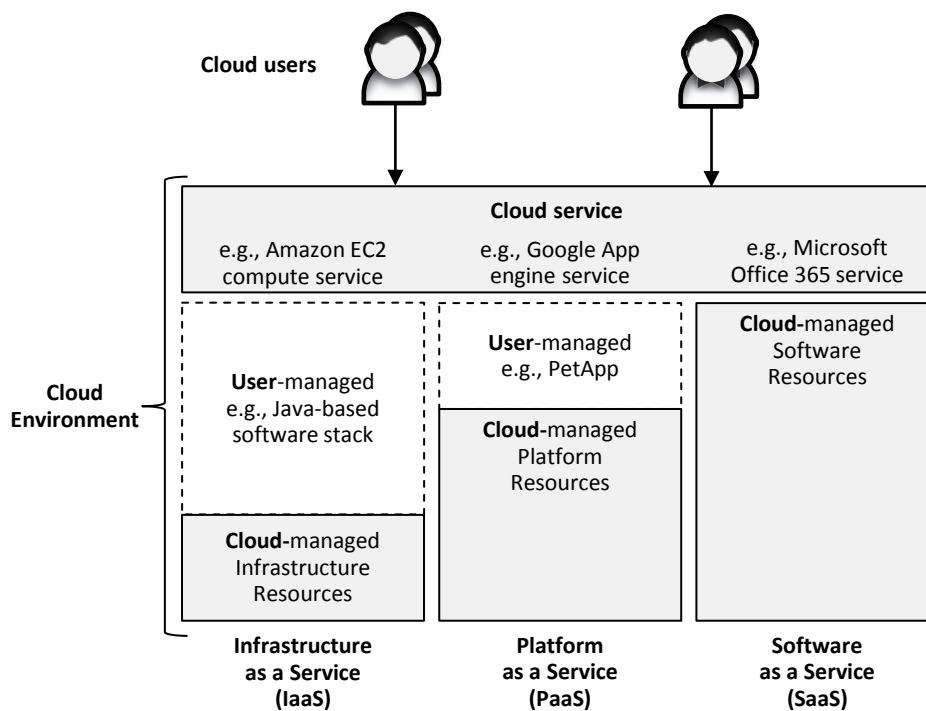 Cloud users
Cloud service
e.g., Amazon EC2
compute service
e.g., Google App
engine service
e.g., Microsoft
Office 365 service
Cloud
Environment
User-managed
e.g., Java-based
software stack
Cloud-managed
Infrastructure
Resources
User-managed
e.g., PetApp
Cloud-managed
Platform
Resources
Cloud-managed
Software
Resources
Infrastructure
as a Service
(IaaS)
Platform
as a Service
(PaaS)
Software
as a Service
(SaaS)